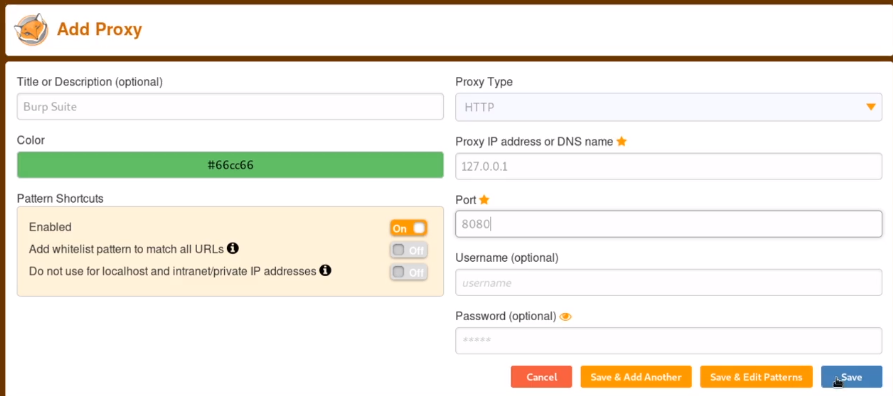 Add Proxy
Title or Description (optional)
Burp Suite
Color
#66cc66
Pattern Shortcuts
Enabled
On
Add whitelist pattern to match all URLs
Off
Do not use for localhost and intranet/private IP addresses
Off
Proxy Type
HTTP
Proxy IP address or DNS name
127.0.0.1
Port
8080
Username (optional)
username
Password (optional)
*****
Cancel
Save & Add Another
Save & Edit Patterns
Save